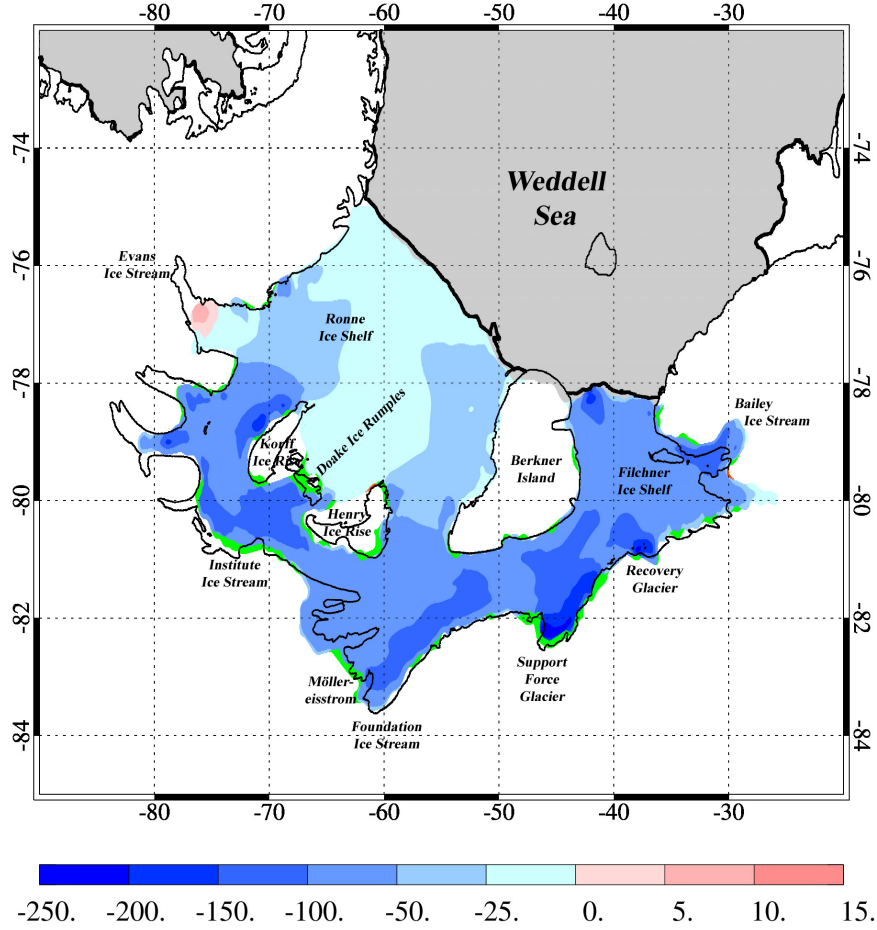 -80 -70 -60 -50 -40 -30
-74
-74
Weddell
Sea
Evans
Ice Stream
-76
-76
Ronne
Ice Shelf
-78
-78
Doake Ice Rumples
Bailey
Ice Stream
Korff
Ice Rise
Berkner
Island
Filchner
Ice Shelf
-80
-80
Henry
Ice Rise
Institute
Ice Stream
Recovery
Glacier
-82
-82
Support
Force
Glacier
Möller-
eisstrom
Foundation
Ice Stream
-84
-84
-80 -70 -60 -50 -40 -30
-250. -200. -150. -100. -50. -25. 0. 5. 10. 15.